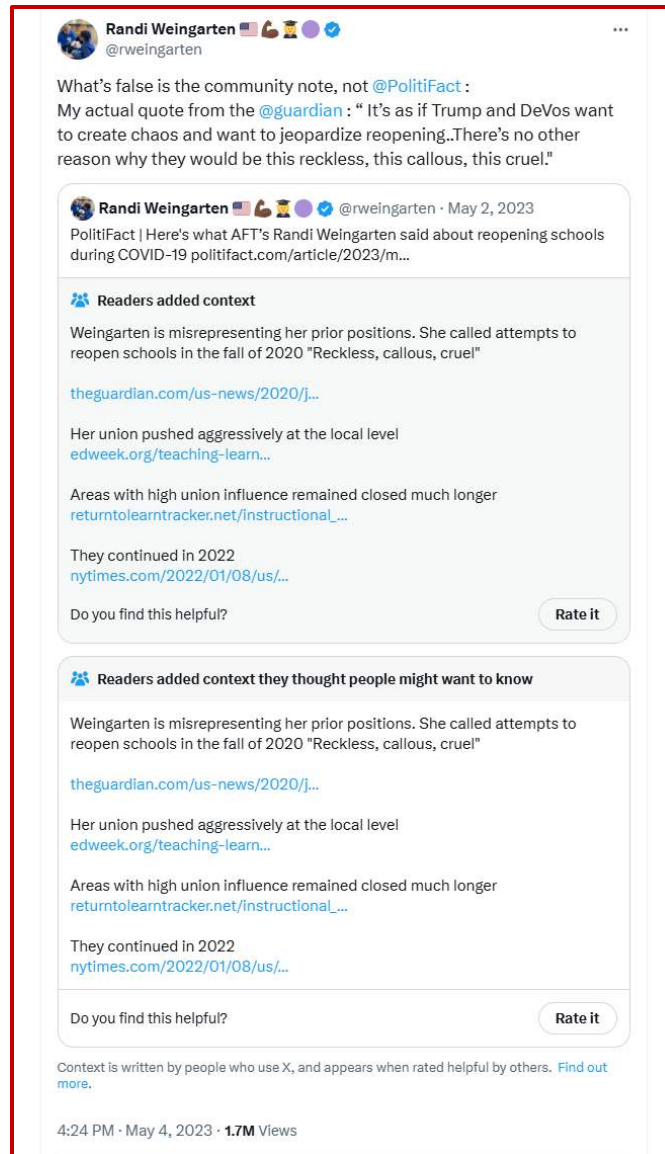 Randi Weingarten 🇺🇸💪🏿👩‍🎓🟣
@rweingarten
What’s false is the community note, not @PolitiFact :
My actual quote from the @guardian : “ It’s as if Trump and DeVos want
to create chaos and want to jeopardize reopening..There’s no other
reason why they would be this reckless, this callous, this cruel."
Randi Weingarten 🇺🇸💪🏿👩‍🎓🟣 @rweingarten · May 2, 2023
PolitiFact | Here's what AFT’s Randi Weingarten said about reopening schools
during COVID-19 politifact.com/article/2023/m...
Readers added context
Weingarten is misrepresenting her prior positions. She called attempts to
reopen schools in the fall of 2020 "Reckless, callous, cruel"
theguardian.com/us-news/2020/j...
Her union pushed aggressively at the local level
edweek.org/teaching-learn...
Areas with high union influence remained closed much longer
returntolearntracker.net/instructional_...
They continued in 2022
nytimes.com/2022/01/08/us/...
Do you find this helpful? Rate it
Readers added context they thought people might want to know
Weingarten is misrepresenting her prior positions. She called attempts to
reopen schools in the fall of 2020 "Reckless, callous, cruel"
theguardian.com/us-news/2020/j...
Her union pushed aggressively at the local level
edweek.org/teaching-learn...
Areas with high union influence remained closed much longer
returntolearntracker.net/instructional_...
They continued in 2022
nytimes.com/2022/01/08/us/...
Do you find this helpful? Rate it
Context is written by people who use X, and appears when rated helpful by others. Find out
more.
4:24 PM · May 4, 2023 · 1.7M Views